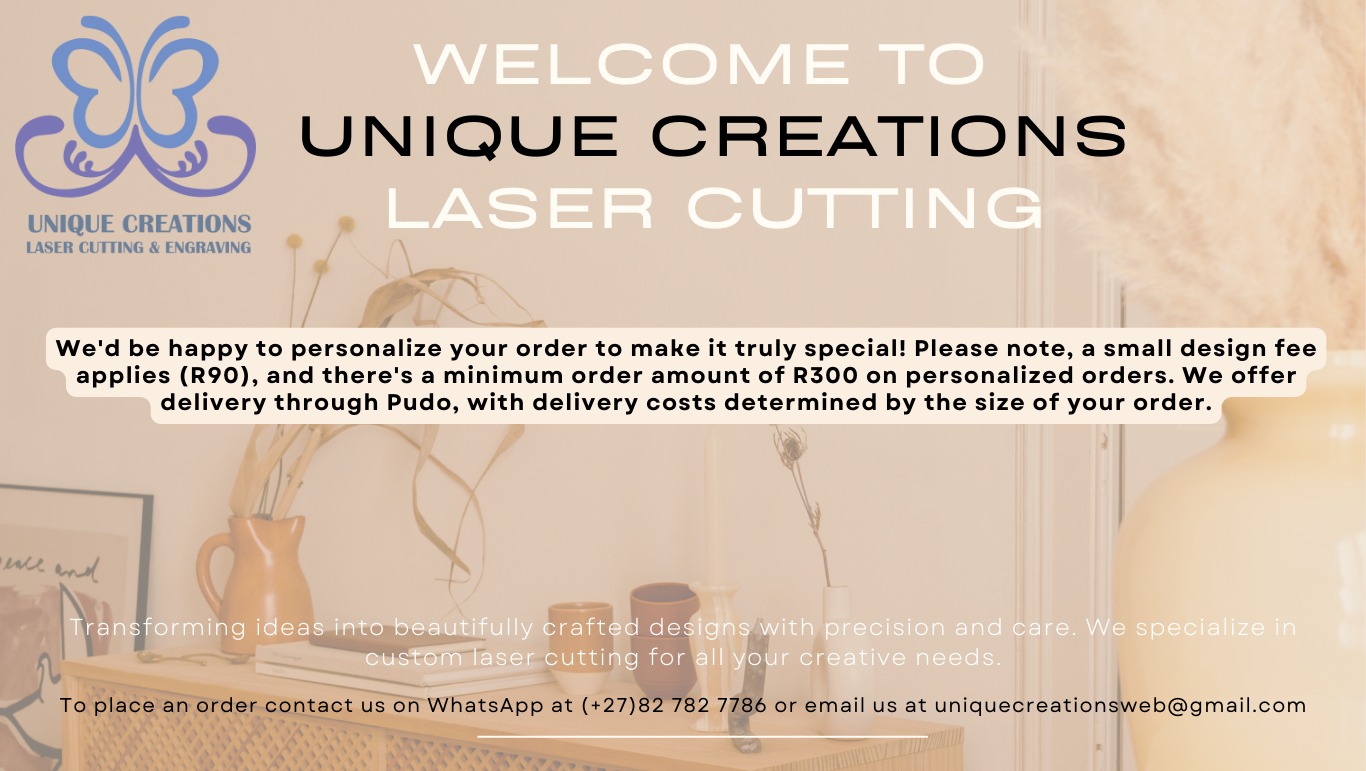 WELCOME TO
UNIQUE CREATIONS
LASER CUTTING
UNIQUE CREATIONS
LASER CUTTING & ENGRAVING
We'd be happy to personalize your order to make it truly special! Please note, a small design fee
applies (R90), and there's a minimum order amount of R300 on personalized orders. We offer
delivery through Pudo, with delivery costs determined by the size of your order.
peace and
Transforming ideas into beautifully crafted designs with precision and care. We specialize in
custom laser cutting for all your creative needs.
To place an order contact us on WhatsApp at (+27)82 782 7786 or email us at uniquecreationsweb@gmail.com